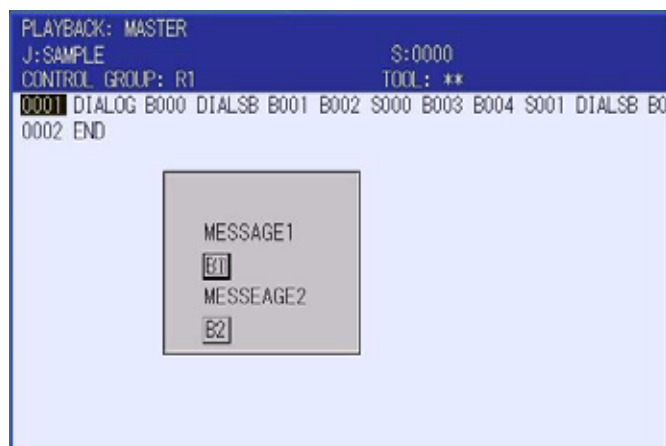 PLAYBACK: MASTER
J:SAMPLE S:0000
CONTROL GROUP: R1 TOOL: **
0001 DIALOG B000 DIALSB B001 B002 S000 B003 B004 S001 DIALSB B0
0002 END
MESSAGE1
B1
MESSEAGE2
B2